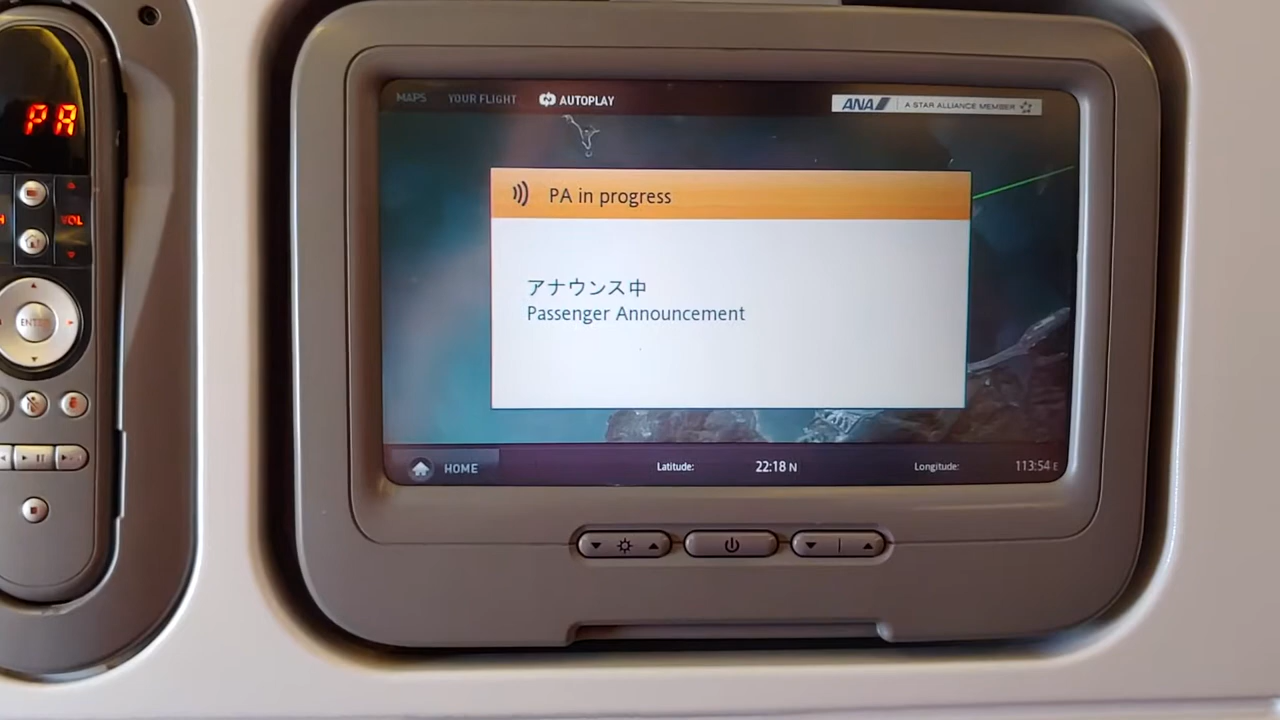 PA
VOL
ENTER
MAPS YOUR FLIGHT AUTOPLAY
ANA A STAR ALLIANCE MEMBER
PA in progress
アナウンス中
Passenger Announcement
HOME Latitude: 22:18 N Longitude: 113:54 E